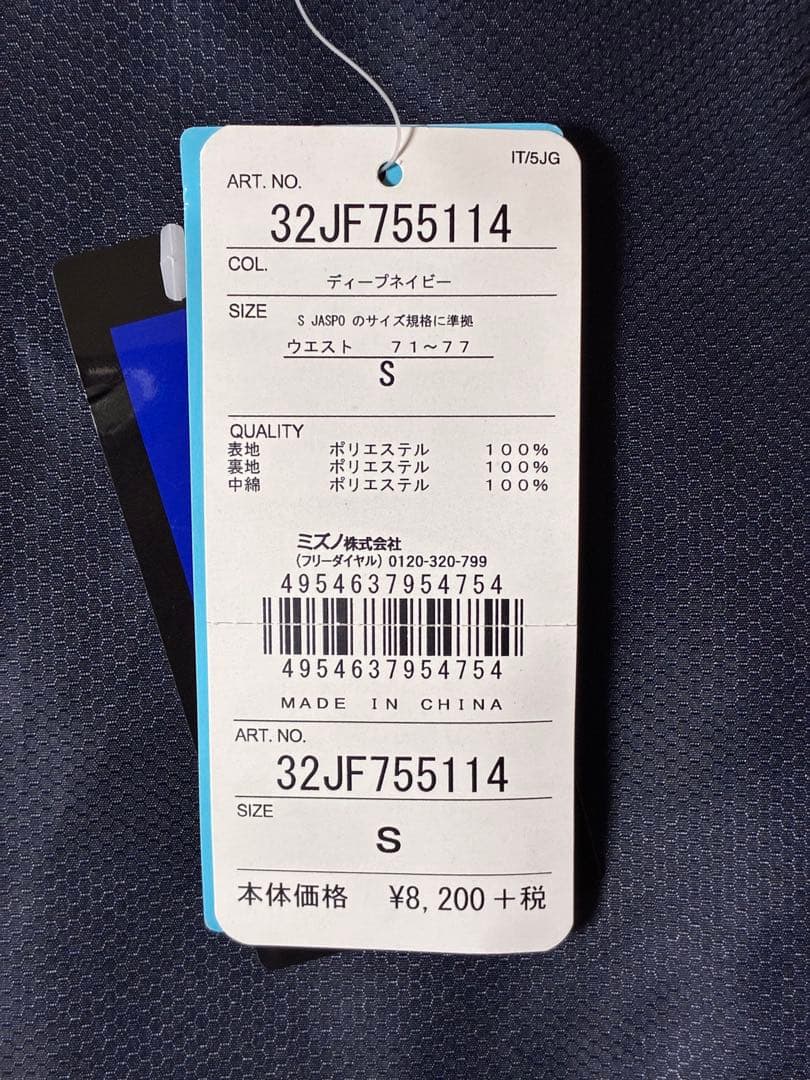 IT/5JG
ART. NO.
32JF755114
COL.
ディープネイビー
SIZE
S JASPO のサイズ規格に準拠
ウエスト 71～77
S
QUALITY
表地 ポリエステル 100%
裏地 ポリエステル 100%
中綿 ポリエステル 100%
ミズノ株式会社
(フリーダイヤル) 0120-320-799
4954637954754
4954637954754
MADE IN CHINA
ART. NO.
32JF755114
SIZE
S
本体価格 ¥8,200+税